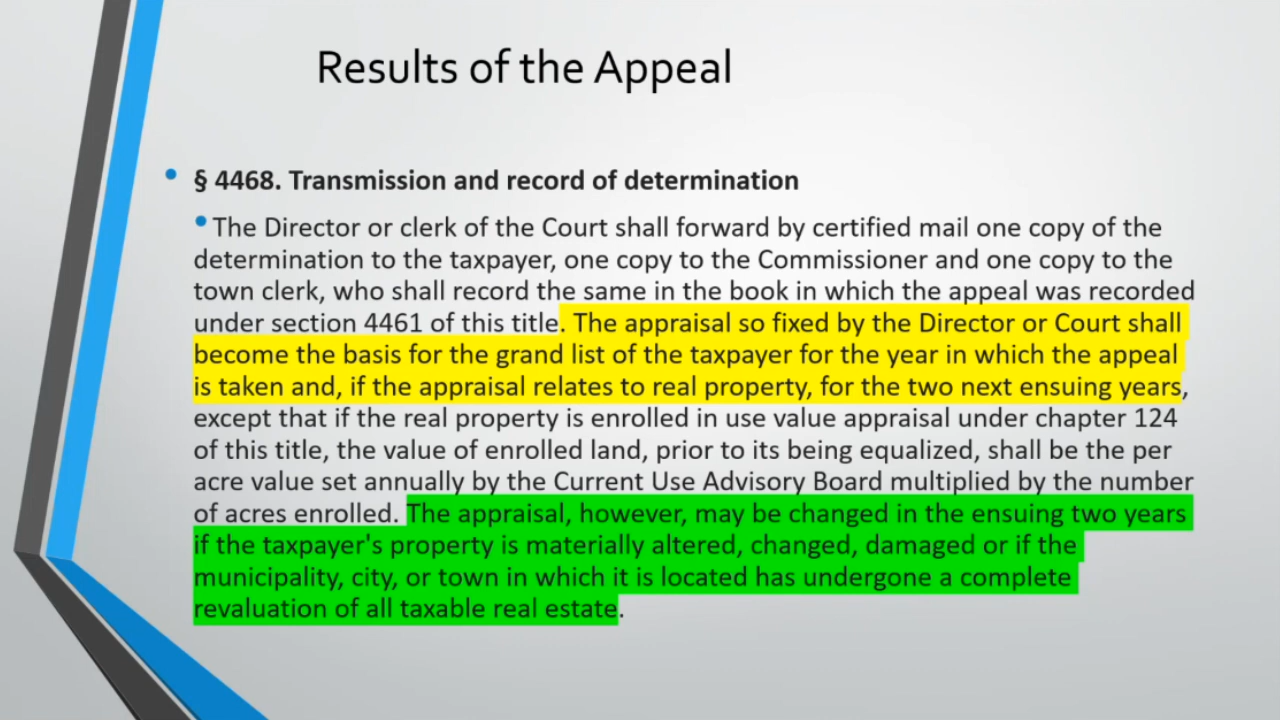 Results of the Appeal
• § 4468. Transmission and record of determination
• The Director or clerk of the Court shall forward by certified mail one copy of the
determination to the taxpayer, one copy to the Commissioner and one copy to the
town clerk, who shall record the same in the book in which the appeal was recorded
under section 4461 of this title. The appraisal so fixed by the Director or Court shall
become the basis for the grand list of the taxpayer for the year in which the appeal
is taken and, if the appraisal relates to real property, for the two next ensuing years,
except that if the real property is enrolled in use value appraisal under chapter 124
of this title, the value of enrolled land, prior to its being equalized, shall be the per
acre value set annually by the Current Use Advisory Board multiplied by the number
of acres enrolled. The appraisal, however, may be changed in the ensuing two years
if the taxpayer's property is materially altered, changed, damaged or if the
municipality, city, or town in which it is located has undergone a complete
revaluation of all taxable real estate.